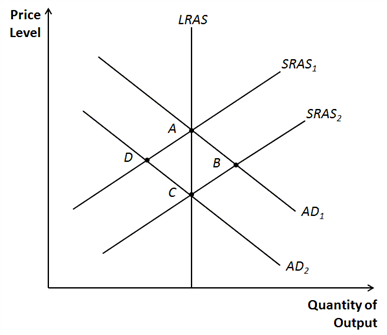 Price
Level
LRAS
SRAS1
SRAS2
A
D
B
C
AD1
AD2
Quantity of
Output